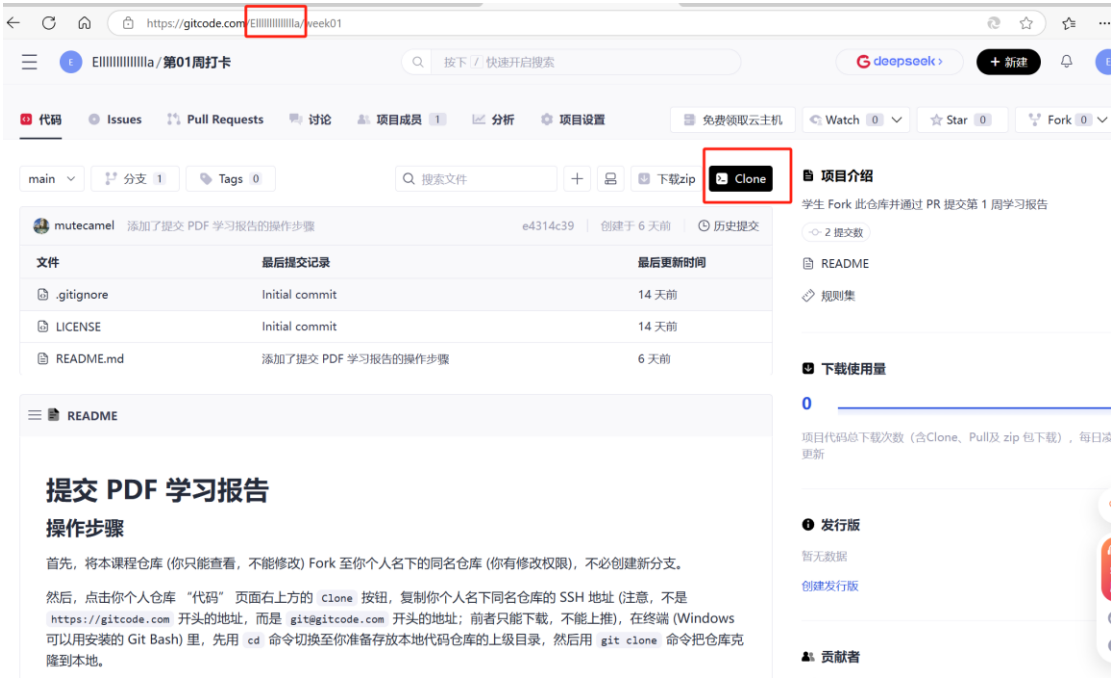 https://gitcode.com/Ellllllllllllla/week01
Ellllllllllllla/第01周打卡
按下 / 快速开启搜索
deepseek
+ 新建
代码
Issues
Pull Requests
讨论
项目成员 1
分析
项目设置
免费领取云主机
Watch 0
Star 0
Fork 0
main
分支 1
Tags 0
搜索文件
下载zip
Clone
mutecamel 添加了提交 PDF 学习报告的操作步骤
e4314c39 创建于 6 天前 历史提交
文件 最后提交记录 最后更新时间
.gitignore Initial commit 14 天前
LICENSE Initial commit 14 天前
README.md 添加了提交 PDF 学习报告的操作步骤 6 天前
README
提交 PDF 学习报告
操作步骤
首先，将本课程仓库 (你只能查看，不能修改) Fork 至你个人名下的同名仓库 (你有修改权限)，不必创建新分支。
然后，点击你个人仓库 “代码” 页面右上方的 Clone 按钮，复制你个人名下同名仓库的 SSH 地址 (注意，不是
https://gitcode.com 开头的地址，而是 git@gitcode.com 开头的地址；前者只能下载，不能上推)，在终端 (Windows
可以用安装的 Git Bash) 里，先用 cd 命令切换至你准备存放本地代码仓库的上级目录，然后用 git clone 命令把仓库克
隆到本地。
项目介绍
学生 Fork 此仓库并通过 PR 提交第 1 周学习报告
2 提交数
README
规则集
下载使用量
0
项目代码总下载次数（含Clone、Pull及 zip 包下载），每日凌
更新
发行版
暂无数据
创建发行版
贡献者